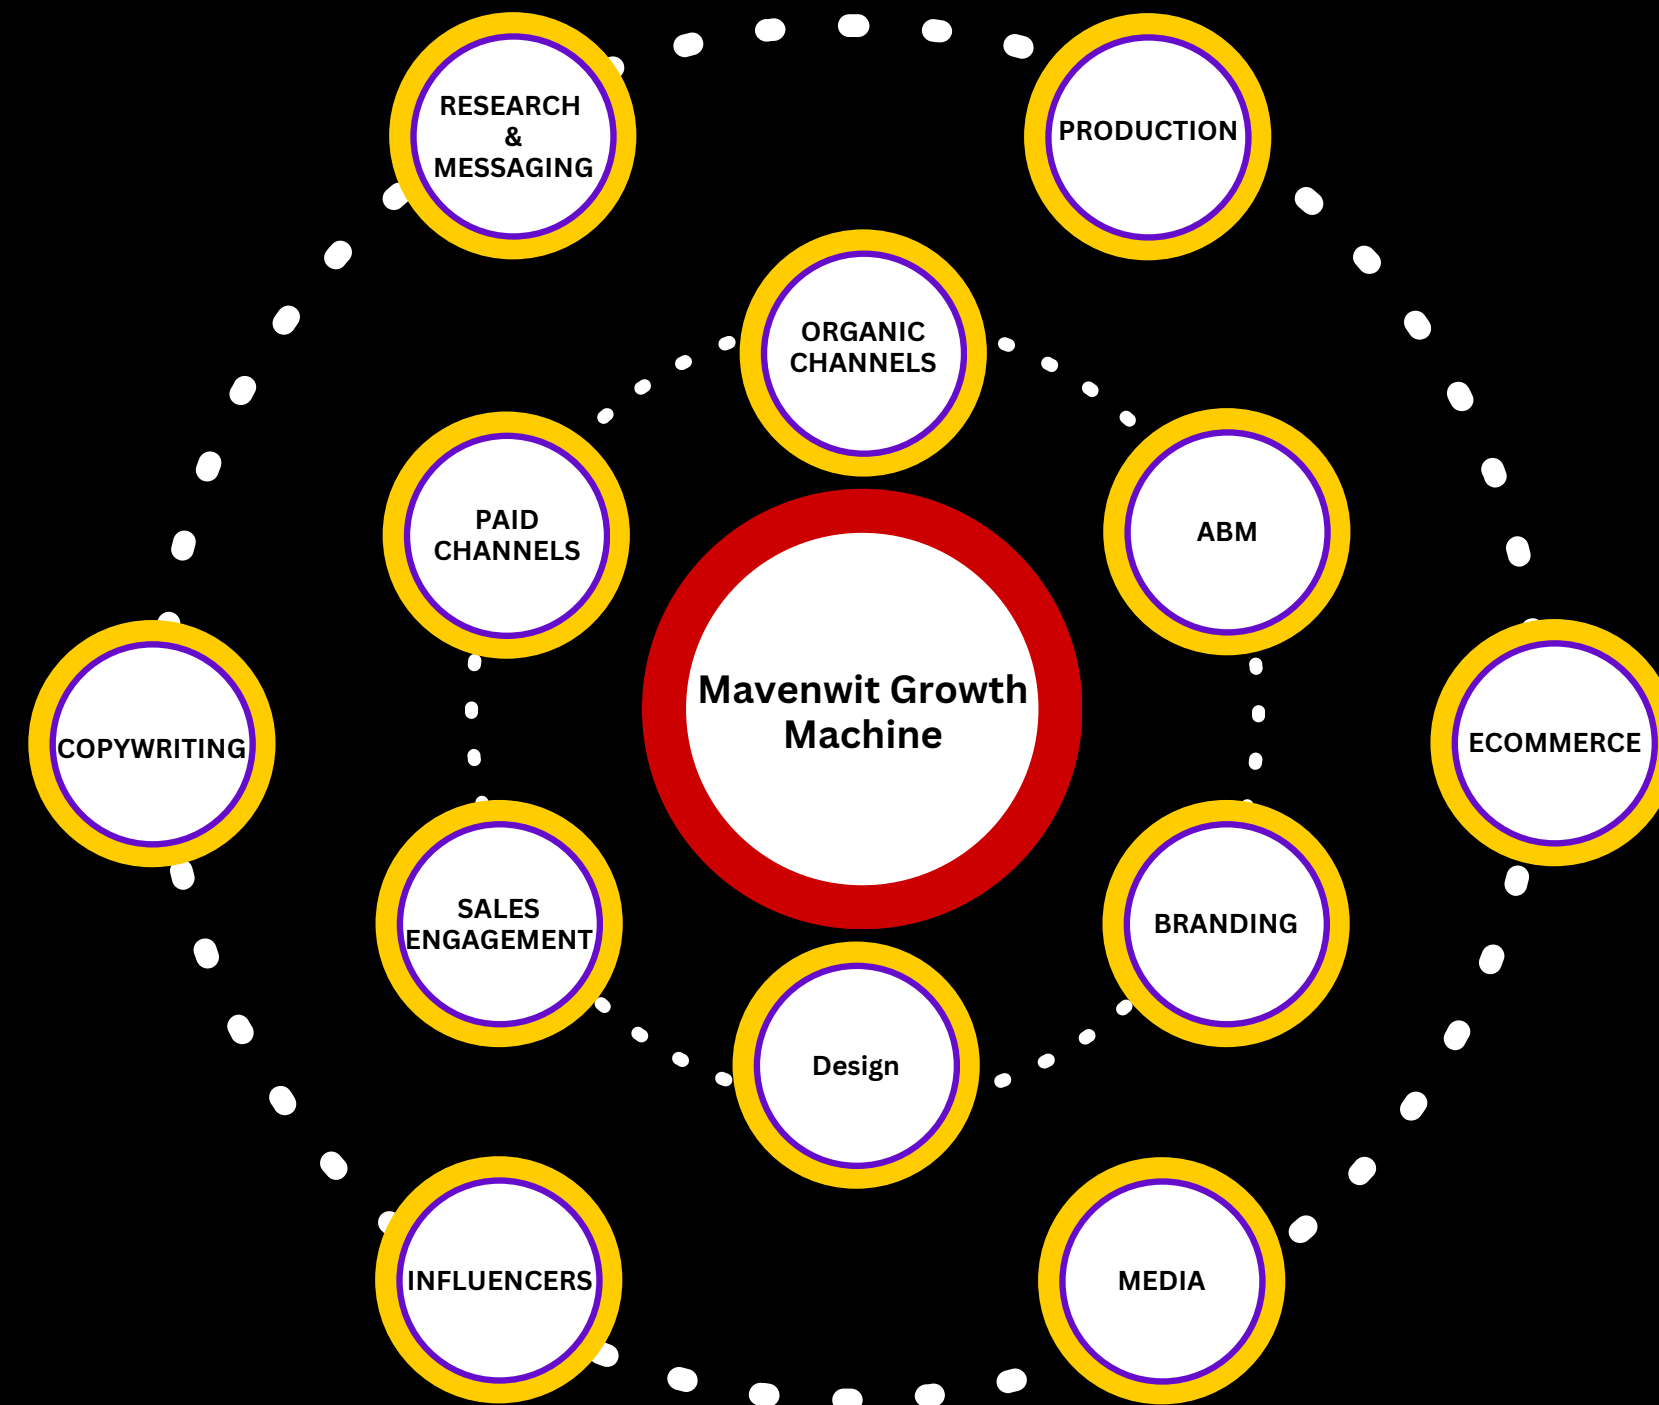 RESEARCH
&
MESSAGING
PRODUCTION
ORGANIC
CHANNELS
PAID
CHANNELS
ABM
Mavenwit Growth
Machine
COPYWRITING
ECOMMERCE
SALES
ENGAGEMENT
BRANDING
Design
INFLUENCERS
MEDIA